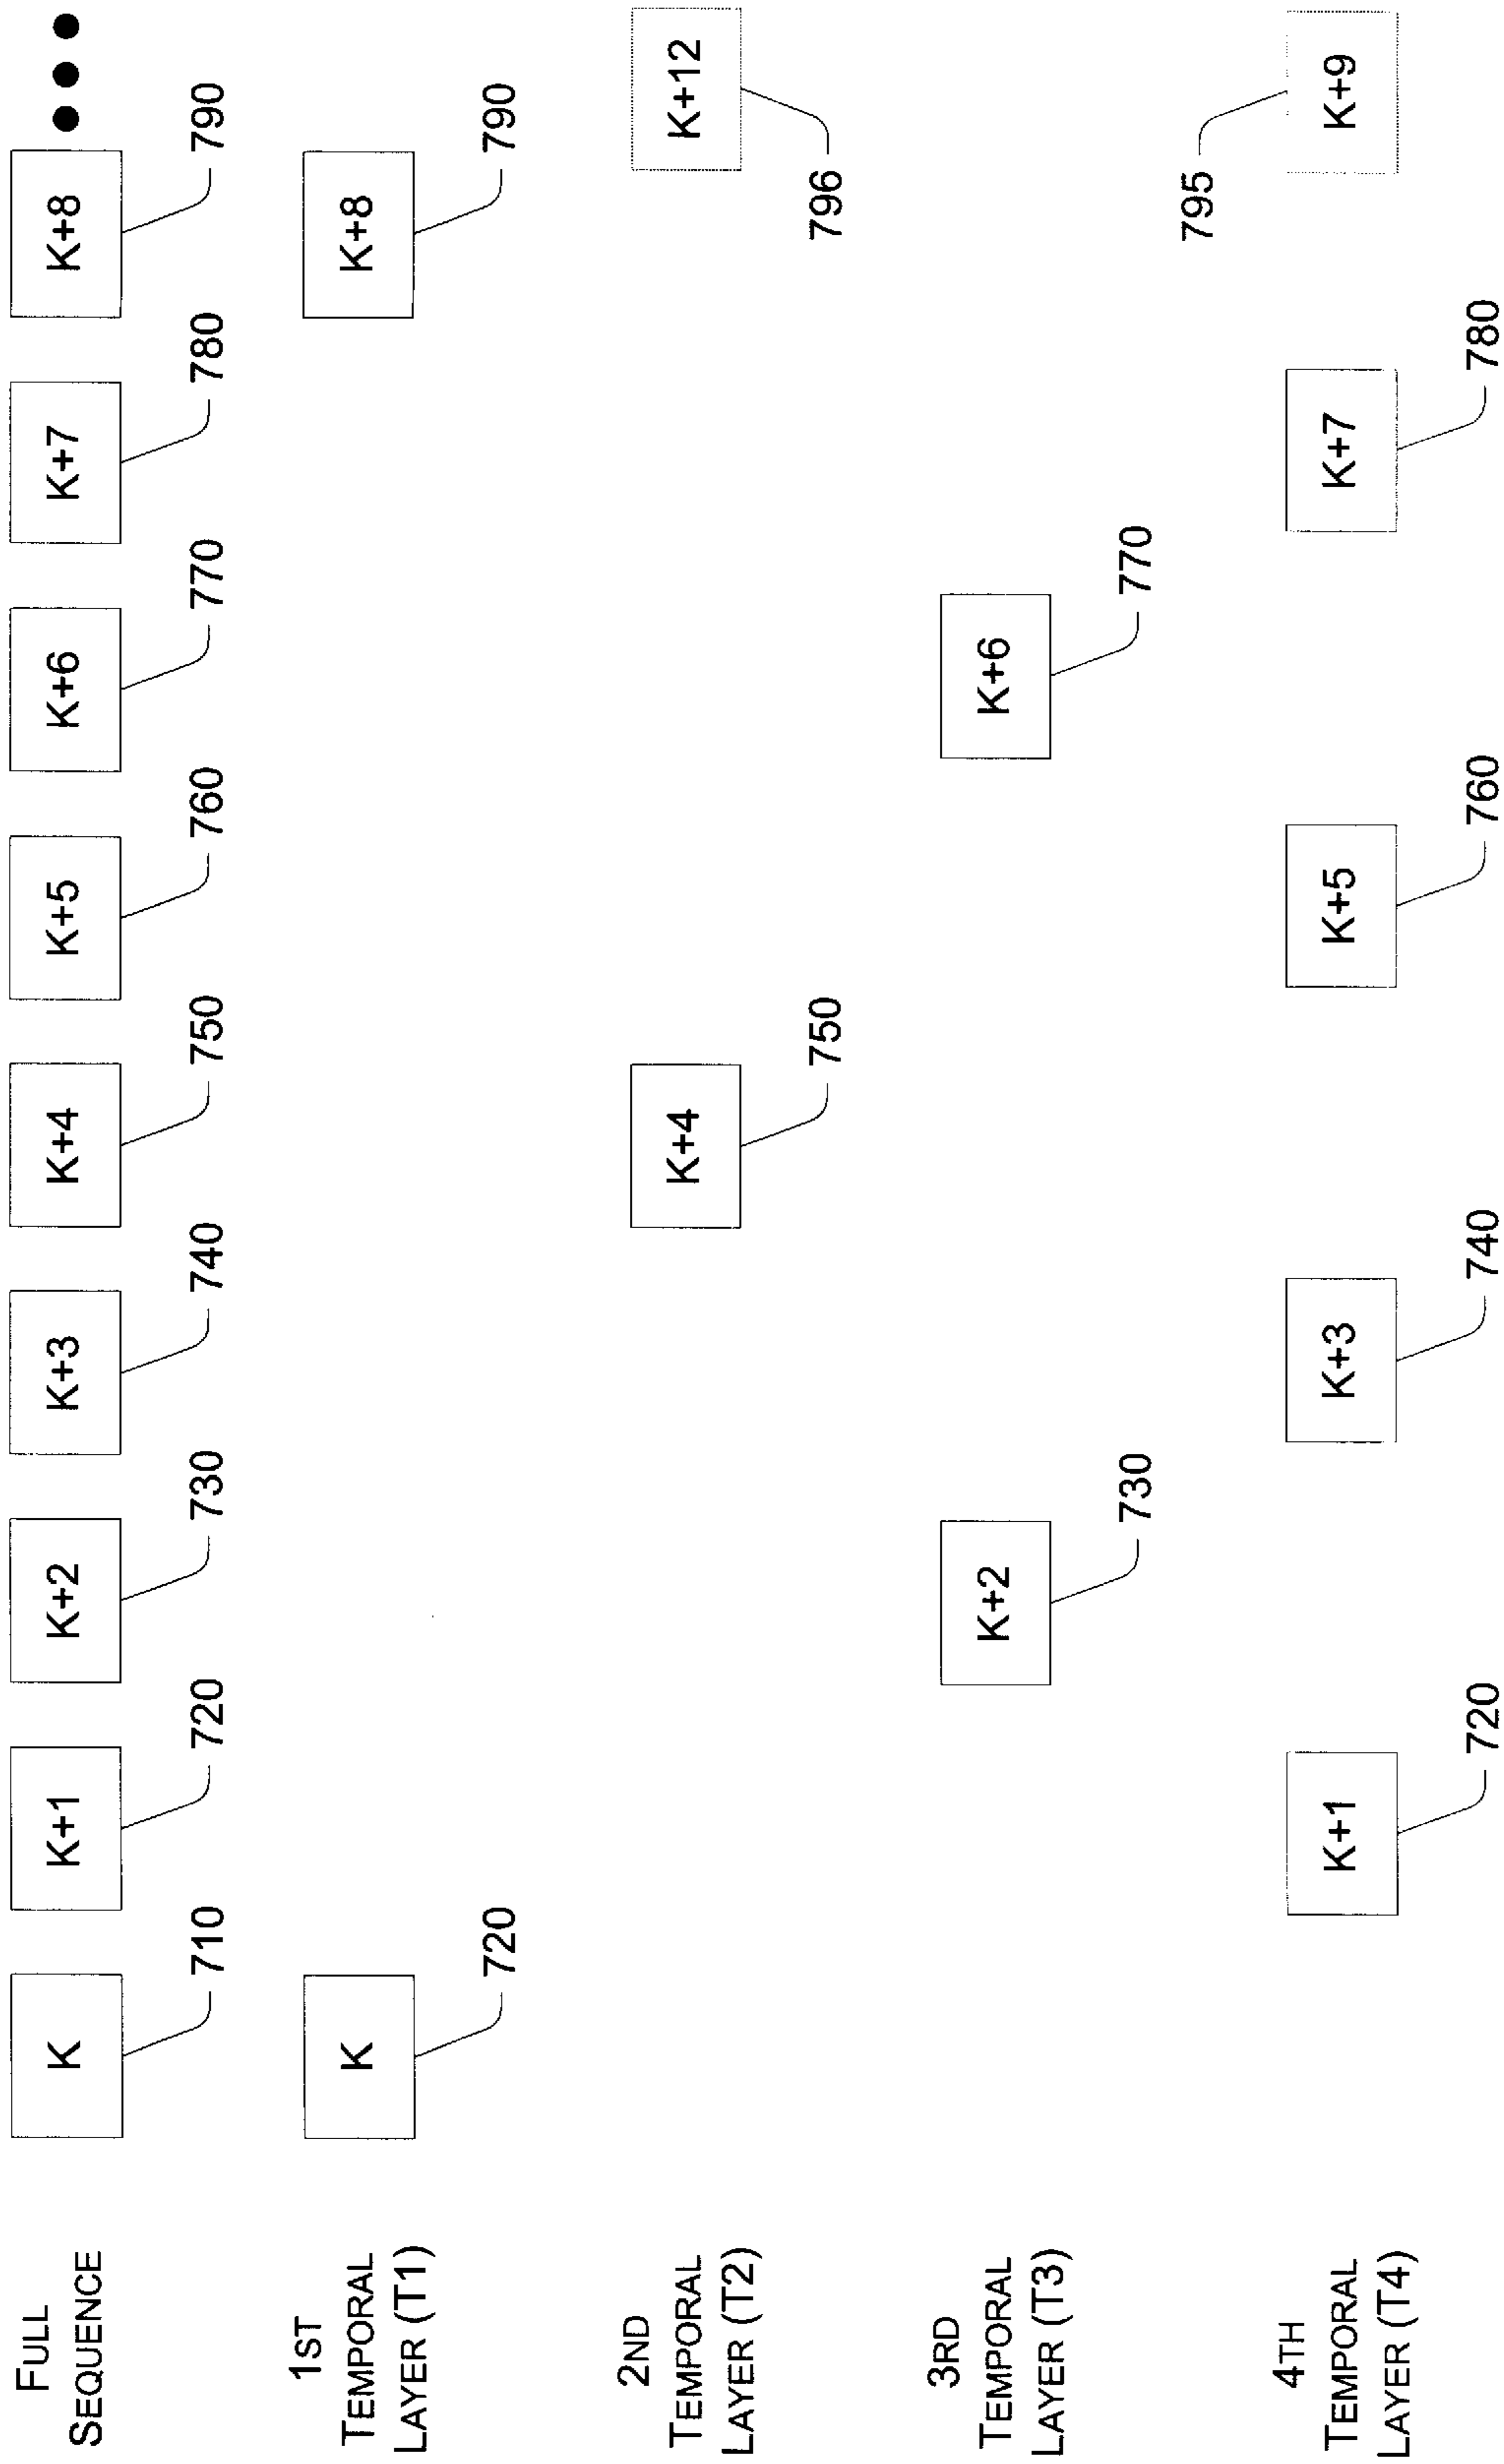 FULL
SEQUENCE
K
K+1
K+2
K+3
K+4
K+5
K+6
K+7
K+8
710
720
730
740
750
760
770
780
790
1ST
TEMPORAL
LAYER (T1)
K
K+8
720
790
2ND
TEMPORAL
LAYER (T2)
K+4
K+12
750
796
3RD
TEMPORAL
LAYER (T3)
K+2
K+6
730
770
4TH
TEMPORAL
LAYER (T4)
795
K+1
K+3
K+5
K+7
K+9
720
740
760
780